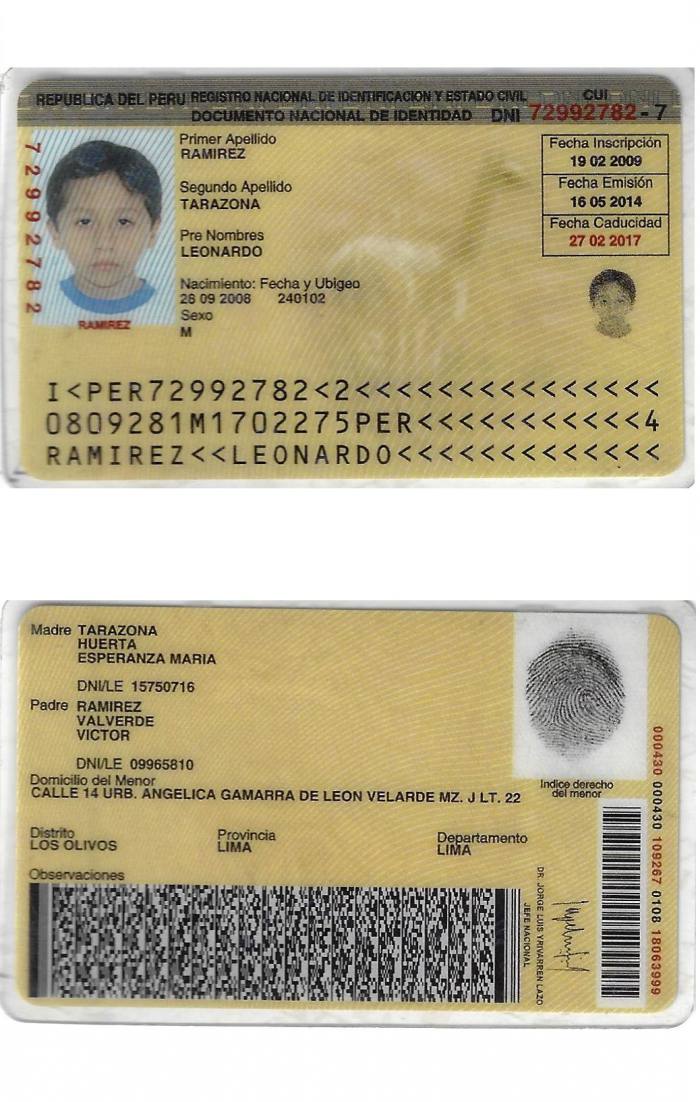 REPUBLICA DEL PERU REGISTRO NACIONAL DE IDENTIFICACION Y ESTADO CIVIL CUI
DOCUMENTO NACIONAL DE IDENTIDAD DNI 72992782 - 7
72992782
RAMIREZ
Primer Apellido
RAMIREZ
Segundo Apellido
TARAZONA
Pre Nombres
LEONARDO
Nacimiento: Fecha y Ubigeo
28 09 2008 240102
Sexo
M
Fecha Inscripción
19 02 2009
Fecha Emisión
16 05 2014
Fecha Caducidad
27 02 2017
I<PER72992782<2<<<<<<<<<<<<<<<
0809281M1702275PER<<<<<<<<<<<4
RAMIREZ<<LEONARDO<<<<<<<<<<<<<
Madre TARAZONA
HUERTA
ESPERANZA MARIA
DNI/LE 15750716
Padre RAMIREZ
VALVERDE
VICTOR
DNI/LE 09965810
Domicilio del Menor
CALLE 14 URB. ANGELICA GAMARRA DE LEON VELARDE MZ. J LT. 22
Indice derecho
del menor
Distrito Provincia Departamento
LOS OLIVOS LIMA LIMA
Observaciones
DR. JORGE LUIS YRIVARREN LAZO
JEFE NACIONAL
000430 000430 109267 0108 18063999